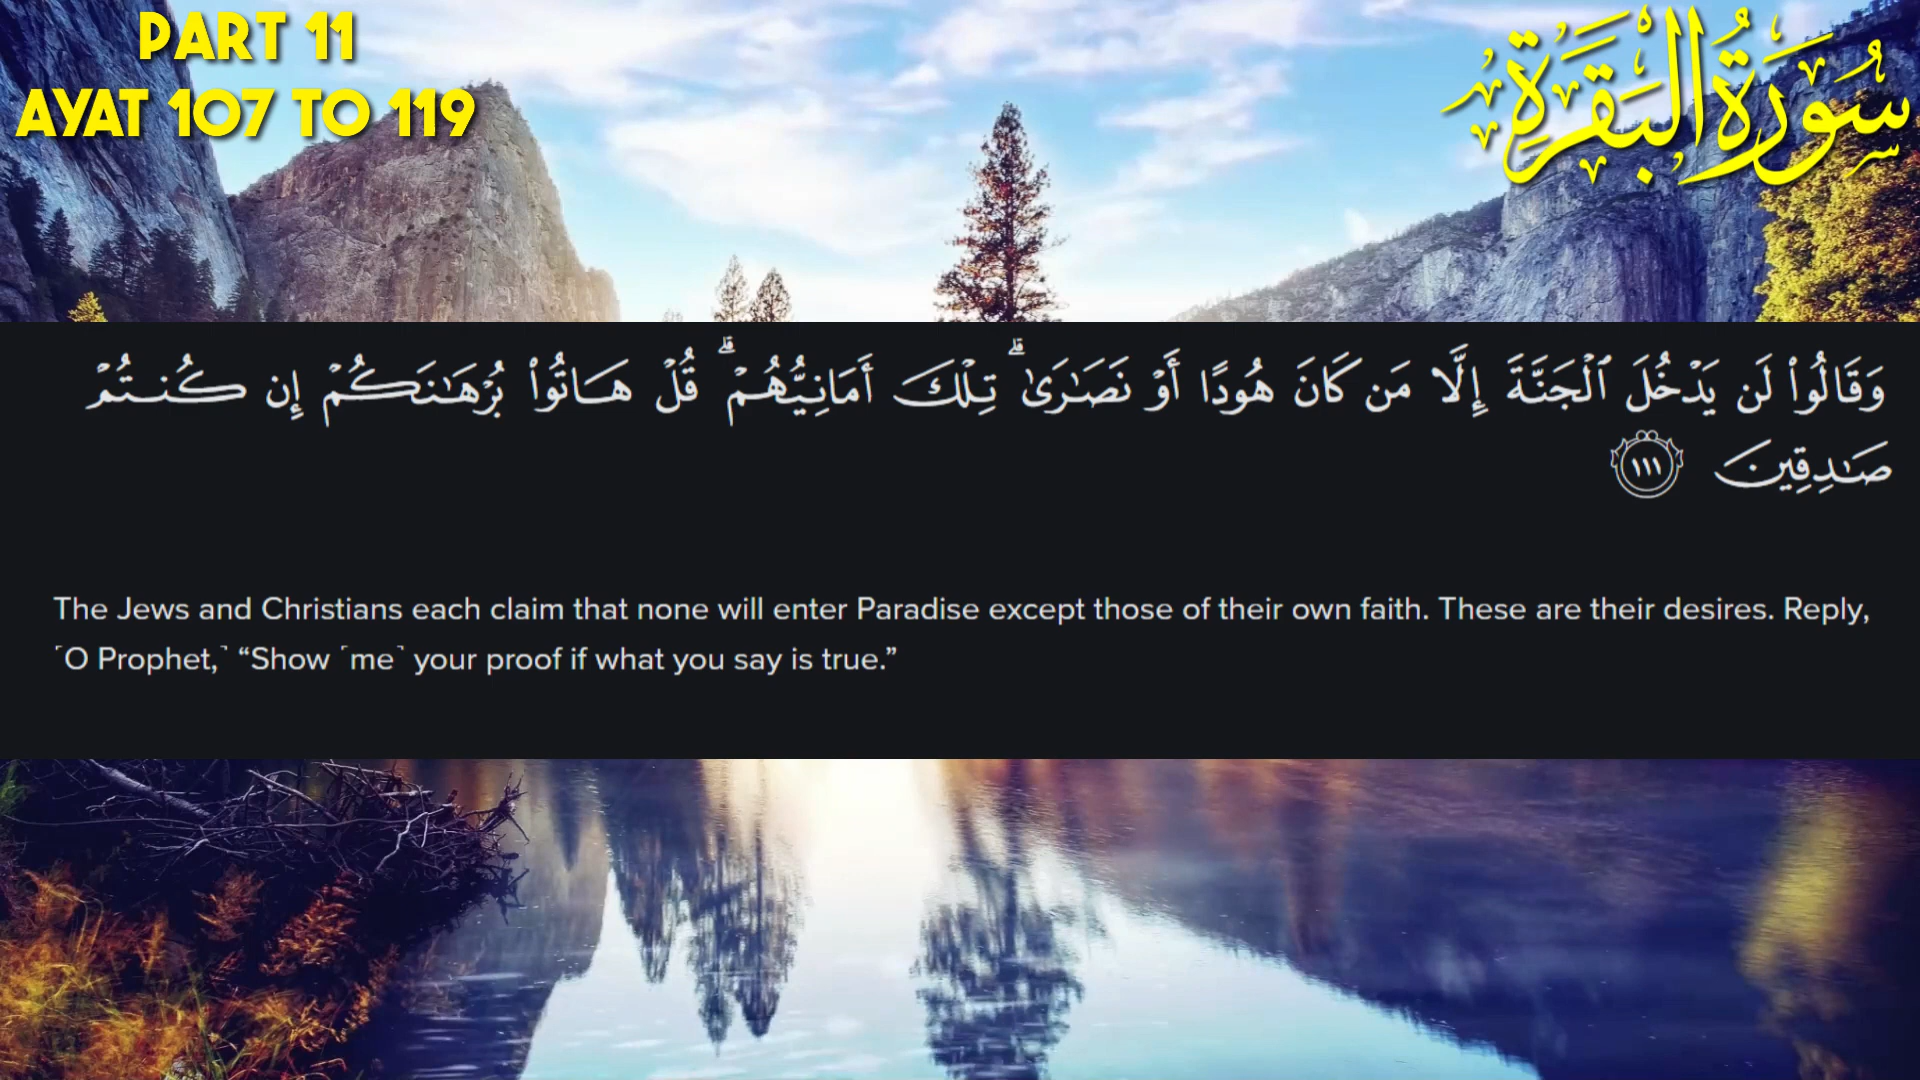 PART 11
AYAT 107 TO 119
سُورَةُ البَقَرَةِ
وَقَالُوا۟ لَن يَدْخُلَ ٱلْجَنَّةَ إِلَّا مَن كَانَ هُودًا أَوْ نَصَـٰرَىٰ ۗ تِلْكَ أَمَانِيُّهُمْ ۗ قُلْ هَاتُوا۟ بُرْهَـٰنَكُمْ إِن كُنتُمْ
صَـٰدِقِينَ ١١١
The Jews and Christians each claim that none will enter Paradise except those of their own faith. These are their desires. Reply,
˹O Prophet,˺ “Show ˹me˺ your proof if what you say is true.”